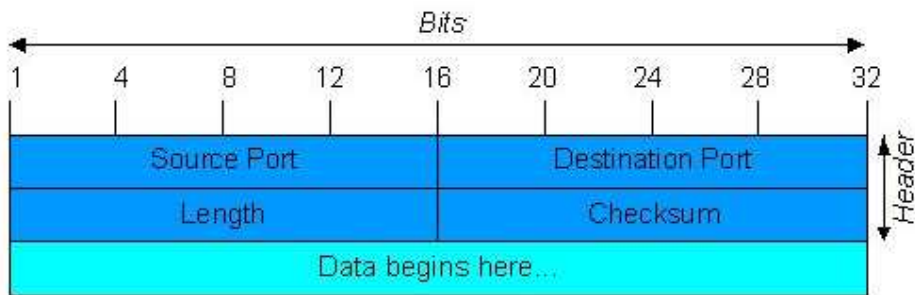 Bits
1 4 8 12 16 20 24 28 32
Source Port Destination Port
Header
Length Checksum
Data begins here...